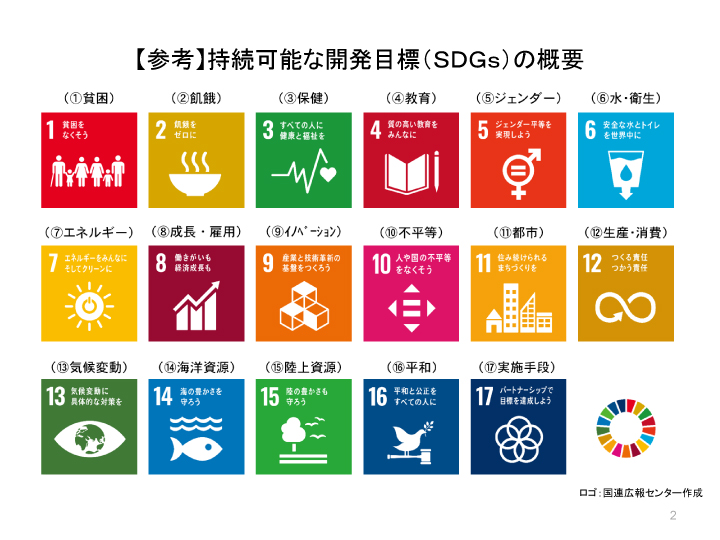 【参考】持続可能な開発目標(SDGs)の概要
(①貧困) (②飢餓) (③保健) (④教育) (⑤ジェンダー) (⑥水・衛生)
1 貧困を
なくそう
2 飢餓を
ゼロに
3 すべての人に
健康と福祉を
4 質の高い教育を
みんなに
5 ジェンダー平等を
実現しよう
6 安全な水とトイレ
を世界中に
(⑦エネルギー) (⑧成長・雇用) (⑨ｲﾉﾍﾞｰｼｮﾝ) (⑩不平等) (⑪都市) (⑫生産・消費)
7 エネルギーをみんなに
そしてクリーンに
8 働きがいも
経済成長も
9 産業と技術革新の
基盤をつくろう
10 人や国の不平等
をなくそう
11 住み続けられる
まちづくりを
12 つくる責任
つかう責任
(⑬気候変動) (⑭海洋資源) (⑮陸上資源) (⑯平和) (⑰実施手段)
13 気候変動に
具体的な対策を
14 海の豊かさを
守ろう
15 陸の豊かさも
守ろう
16 平和と公正を
すべての人に
17 パートナーシップで
目標を達成しよう
ロゴ：国連広報センター作成
2